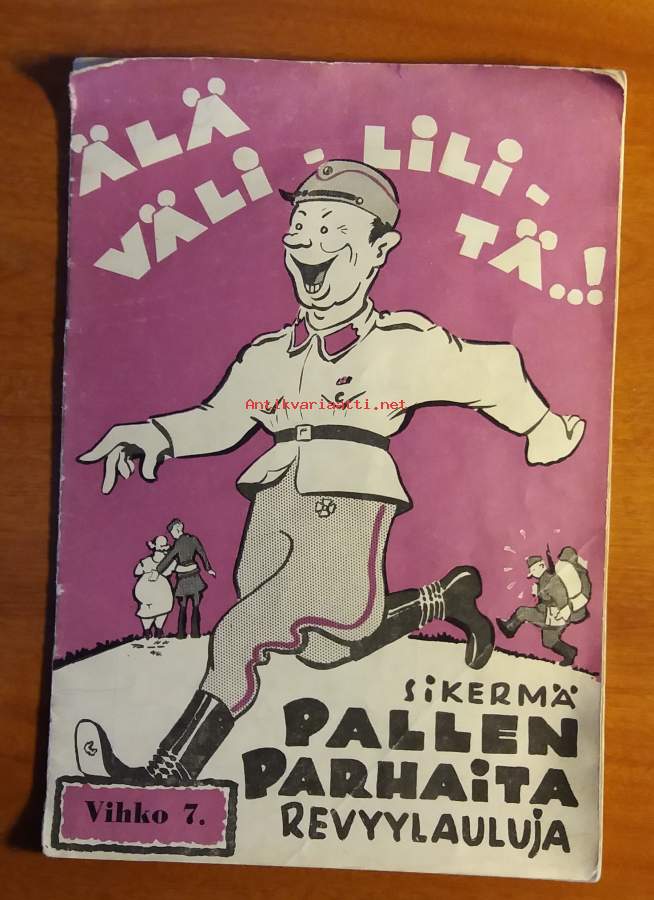 ÄLÄ
VÄLI-LILI-
TÄ..!
Antikvariaatti.net
SIKERMÄ
PALLEN
PARHAITA
REVYYLAULUJA
Vihko 7.